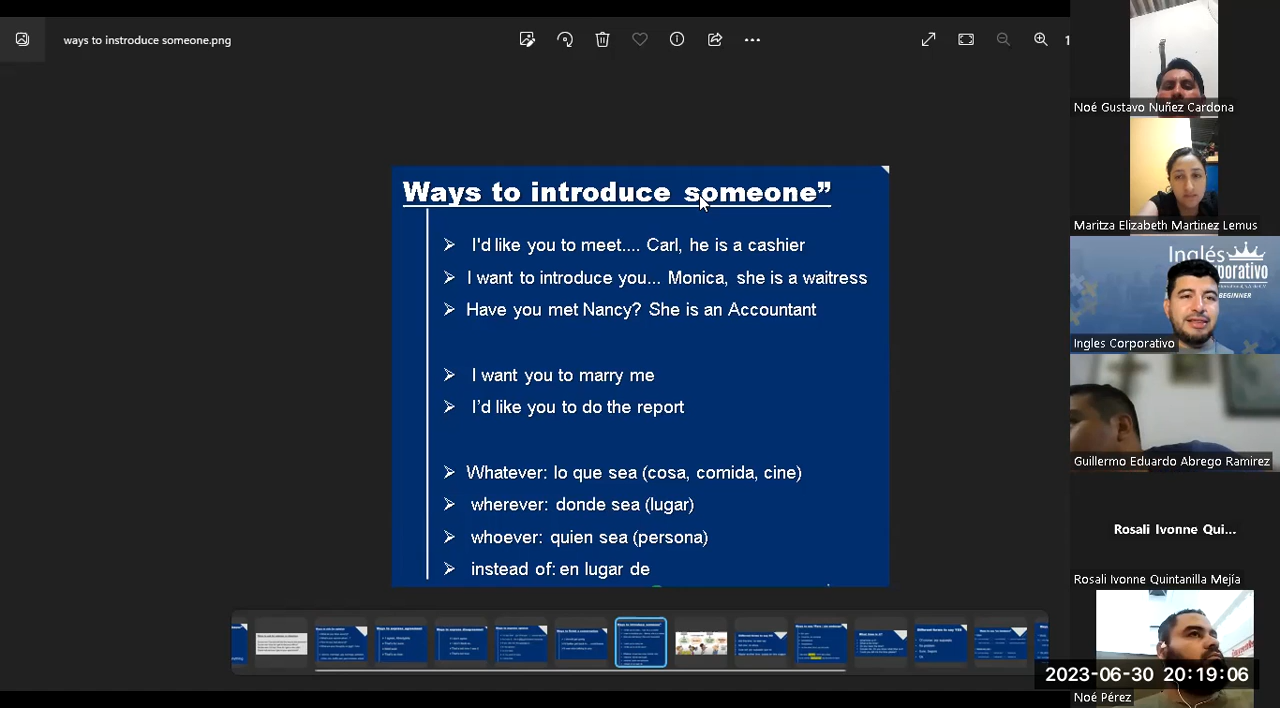 ways to instroduce someone.png
Ways to introduce someone”
I'd like you to meet.... Carl, he is a cashier
I want to introduce you... Monica, she is a waitress
Have you met Nancy? She is an Accountant
I want you to marry me
I'd like you to do the report
Whatever: lo que sea (cosa, comida, cine)
wherever: donde sea (lugar)
whoever: quien sea (persona)
instead of: en lugar de
Noé Gustavo Nuñez Cardona
Maritza Elizabeth Martinez Lemus
Inglés
BEGINNER
Ingles Corporativo
Guillermo Eduardo Abrego Ramirez
Rosali Ivonne Qui...
Rosali Ivonne Quintanilla Mejía
2023-06-30 20:19:06
Noé Pérez